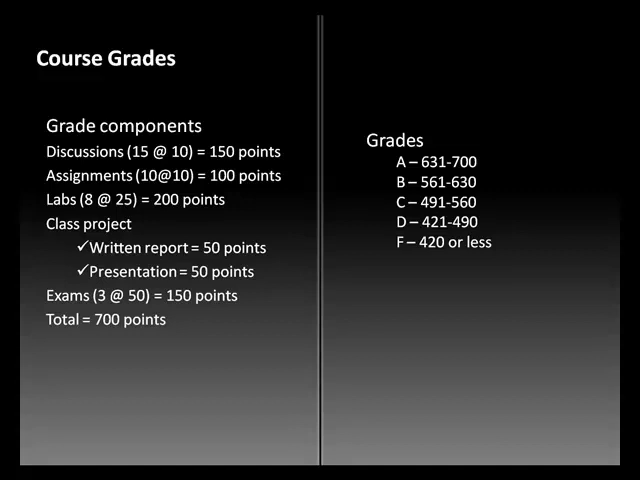 Course Grades
Grade components
Discussions (15 @ 10) = 150 points
Assignments (10@10) = 100 points
Labs (8 @ 25) = 200 points
Class project
✓Written report = 50 points
✓Presentation = 50 points
Exams (3 @ 50) = 150 points
Total = 700 points
Grades
A – 631-700
B – 561-630
C – 491-560
D – 421-490
F – 420 or less